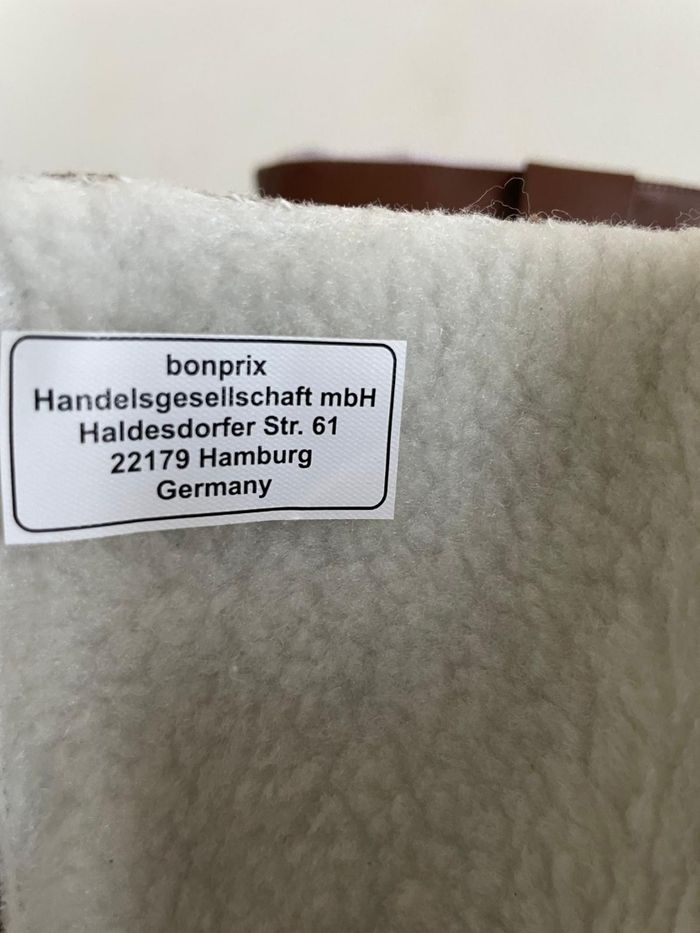 bonprix
Handelsgesellschaft mbH
Haldesdorfer Str. 61
22179 Hamburg
Germany